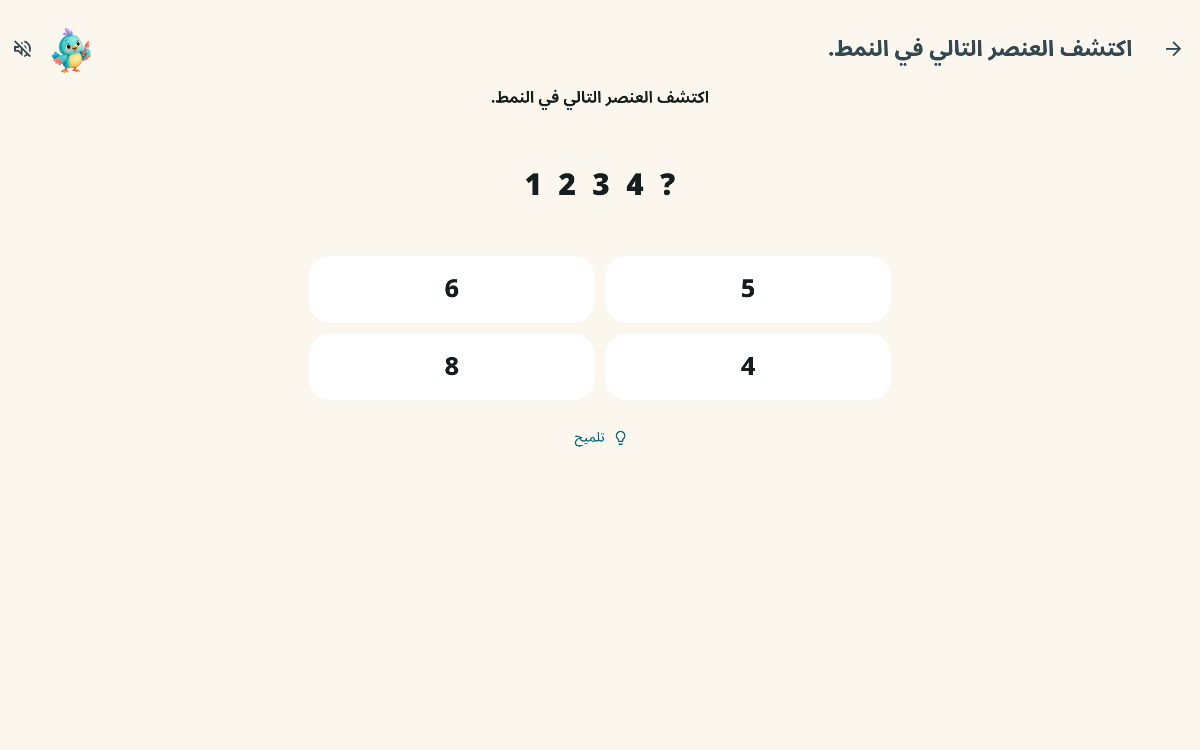 اكتشف العنصر التالي في النمط.
اكتشف العنصر التالي في النمط.
1 2 3 4 ?
5
6
4
8
تلميح